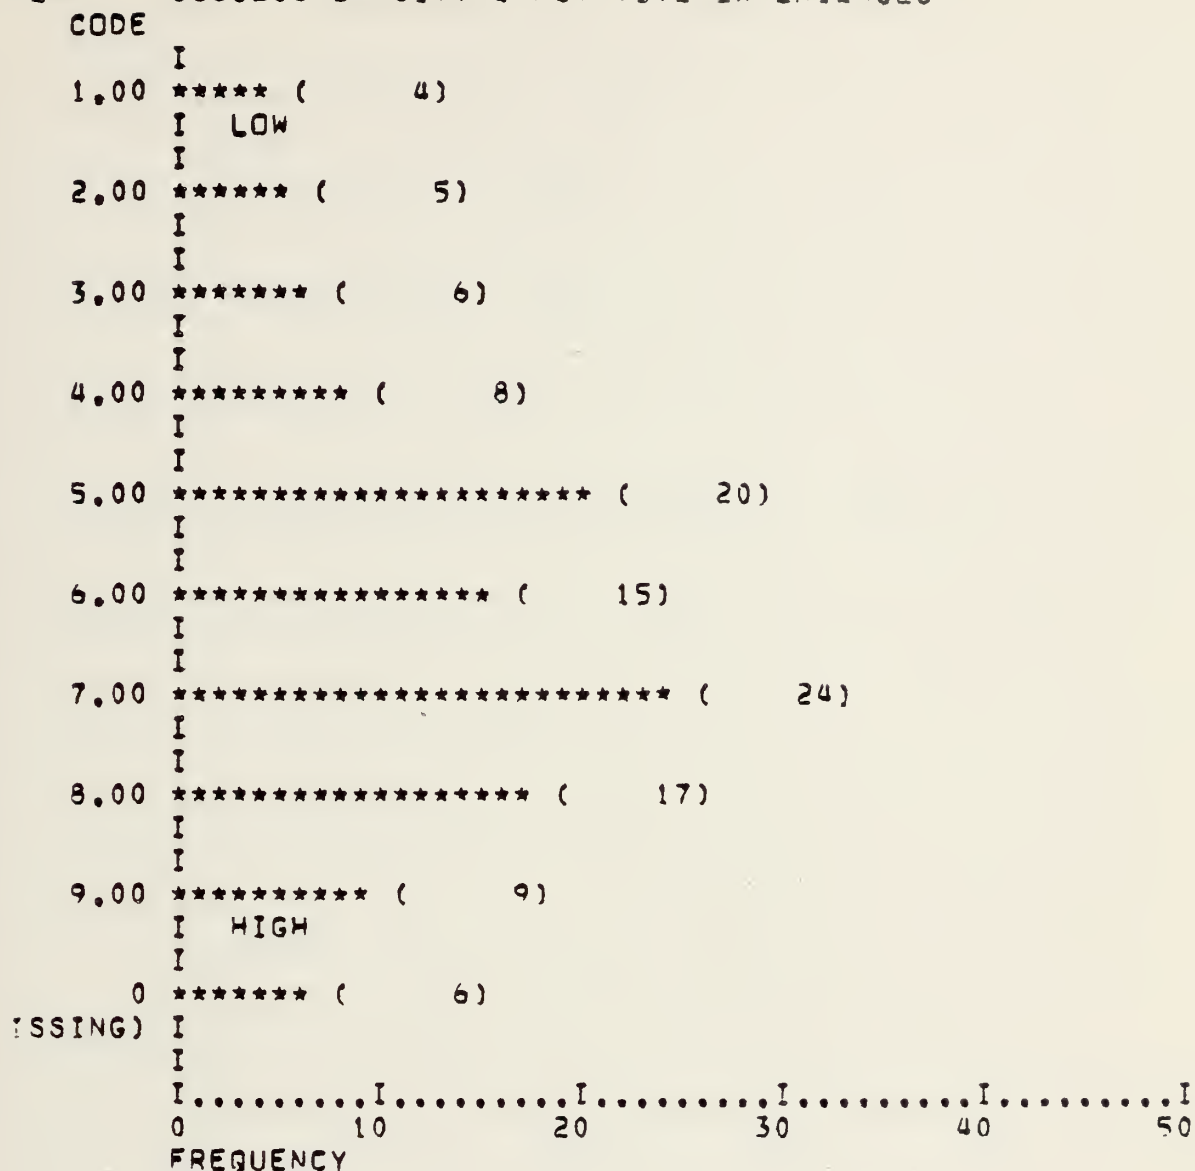 CODE
I
1.00 ***** ( 4)
I LOW
I
2.00 ****** ( 5)
I
I
3.00 ******* ( 6)
I
I
4.00 ********* ( 8)
I
I
5.00 ********************* ( 20)
I
I
6.00 **************** ( 15)
I
I
7.00 ************************* ( 24)
I
I
8.00 ****************** ( 17)
I
I
9.00 ********** ( 9)
I HIGH
I
0 ******* ( 6)
ISSING) I
I
I.........I.........I.........I.........I.........I
0 10 20 30 40 50
FREQUENCY